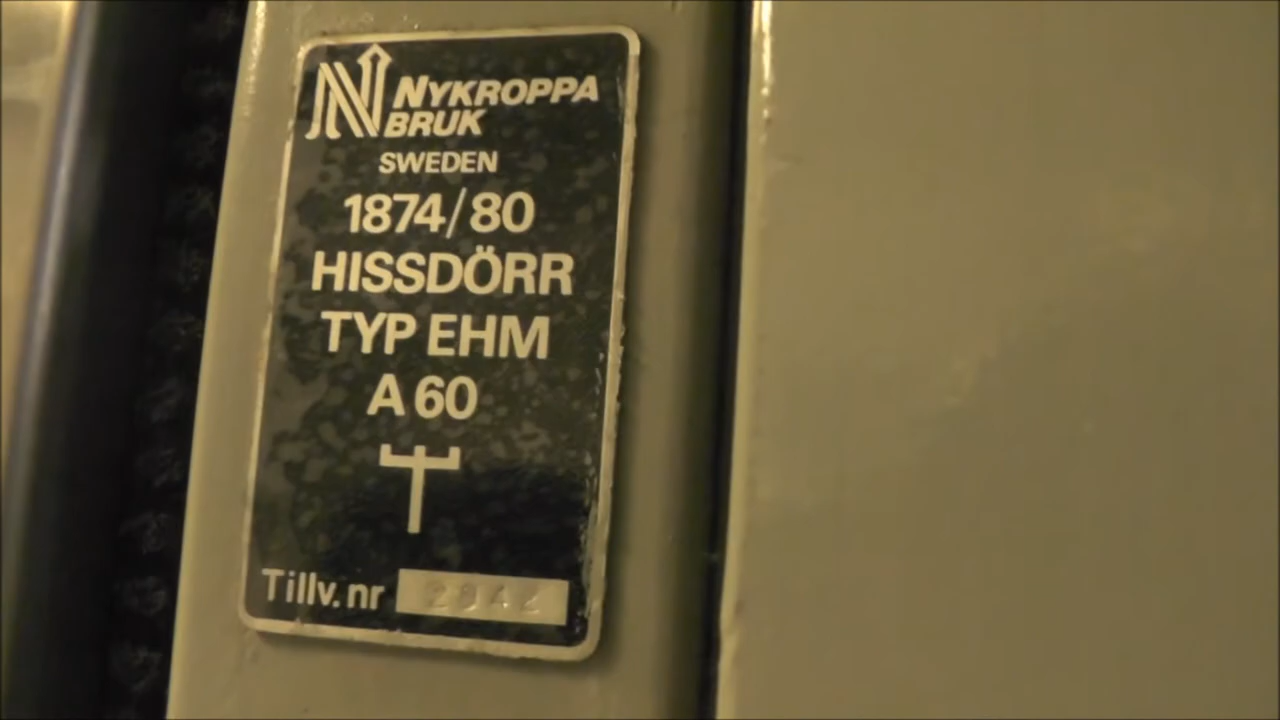 NYKROPPA
BRUK
SWEDEN
1874/80
HISSDÖRR
TYP EHM
A 60
Tillv. nr